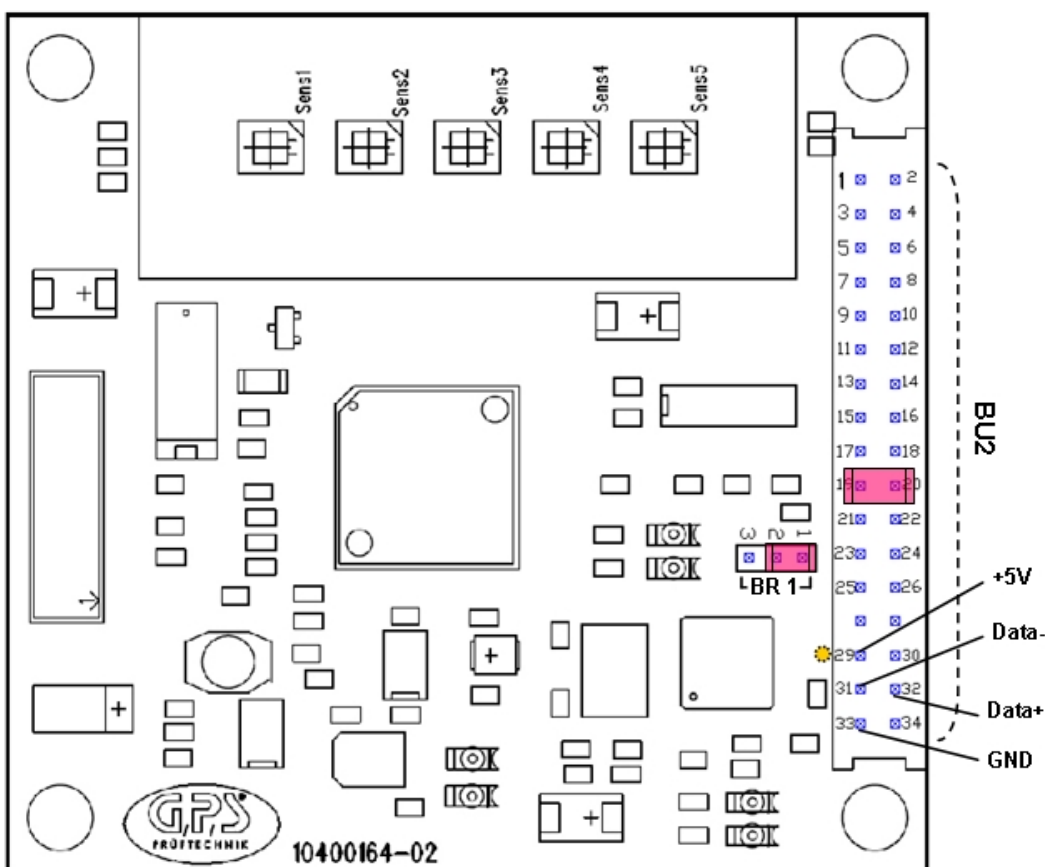 Sens1
Sens2
Sens3
Sens4
Sens5
1 2
3 4
5 6
7 8
9 10
11 12
13 14
15 16
17 18
19 20
21 22
23 24
25 26
29 30
31 32
33 34
BU2
3 2 1
BR 1
+5V
Data-
Data+
GND
GPS®
PRÜFTECHNIK
10400164-02